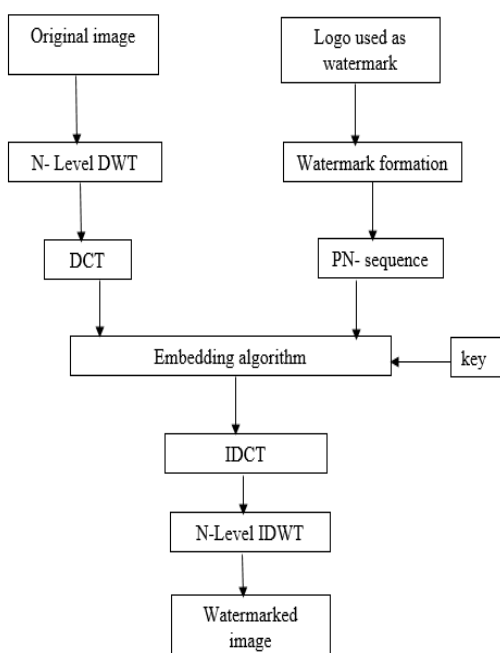 Original image
Logo used as
watermark
N- Level DWT
Watermark formation
DCT
PN- sequence
Embedding algorithm
key
IDCT
N-Level IDWT
Watermarked
image